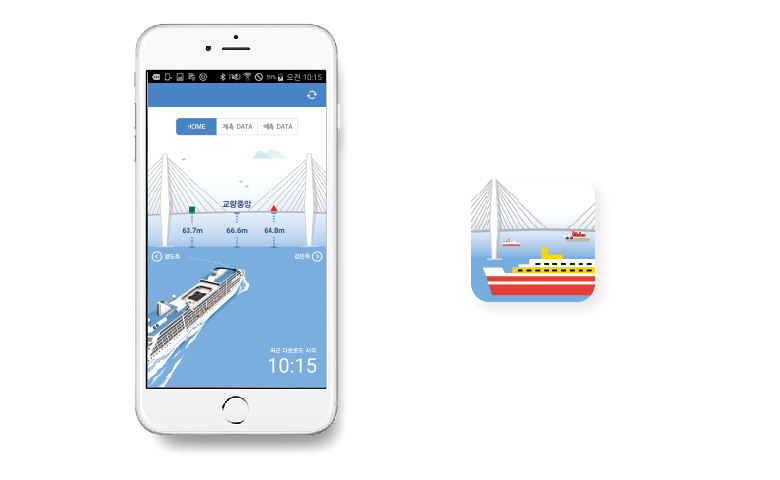 59% 오전 10:15
HOME 계측 DATA 예측 DATA
교량중앙
63.7m 66.6m 64.8m
영도측 감만측
최근 다운로드 시각
10:15